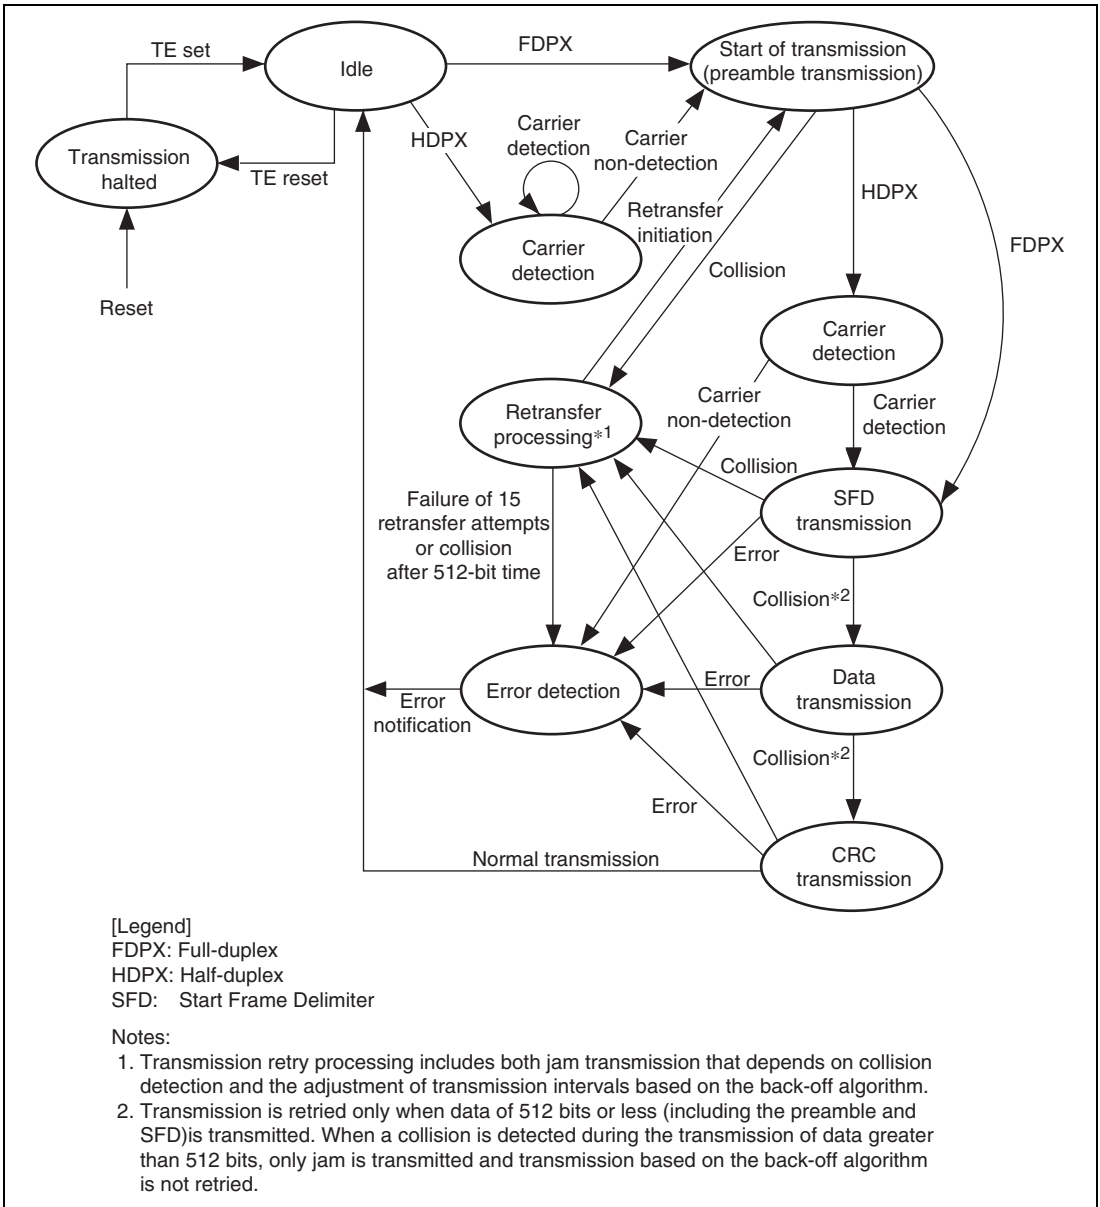 TE set
Idle
FDPX
Start of transmission
(preamble transmission)
Transmission
halted
TE reset
Reset
HDPX
Carrier
detection
Carrier
non-detection
Carrier
detection
Retransfer
initiation
Collision
HDPX
FDPX
Carrier
detection
Carrier
non-detection
Carrier
detection
Retransfer
processing*1
Collision
SFD
transmission
Failure of 15
retransfer attempts
or collision
after 512-bit time
Error
Collision*2
Error detection
Error
Data
transmission
Error
notification
Collision*2
Error
Normal transmission
CRC
transmission
[Legend]
FDPX: Full-duplex
HDPX: Half-duplex
SFD: Start Frame Delimiter
Notes:
1. Transmission retry processing includes both jam transmission that depends on collision
detection and the adjustment of transmission intervals based on the back-off algorithm.
2. Transmission is retried only when data of 512 bits or less (including the preamble and
SFD)is transmitted. When a collision is detected during the transmission of data greater
than 512 bits, only jam is transmitted and transmission based on the back-off algorithm
is not retried.